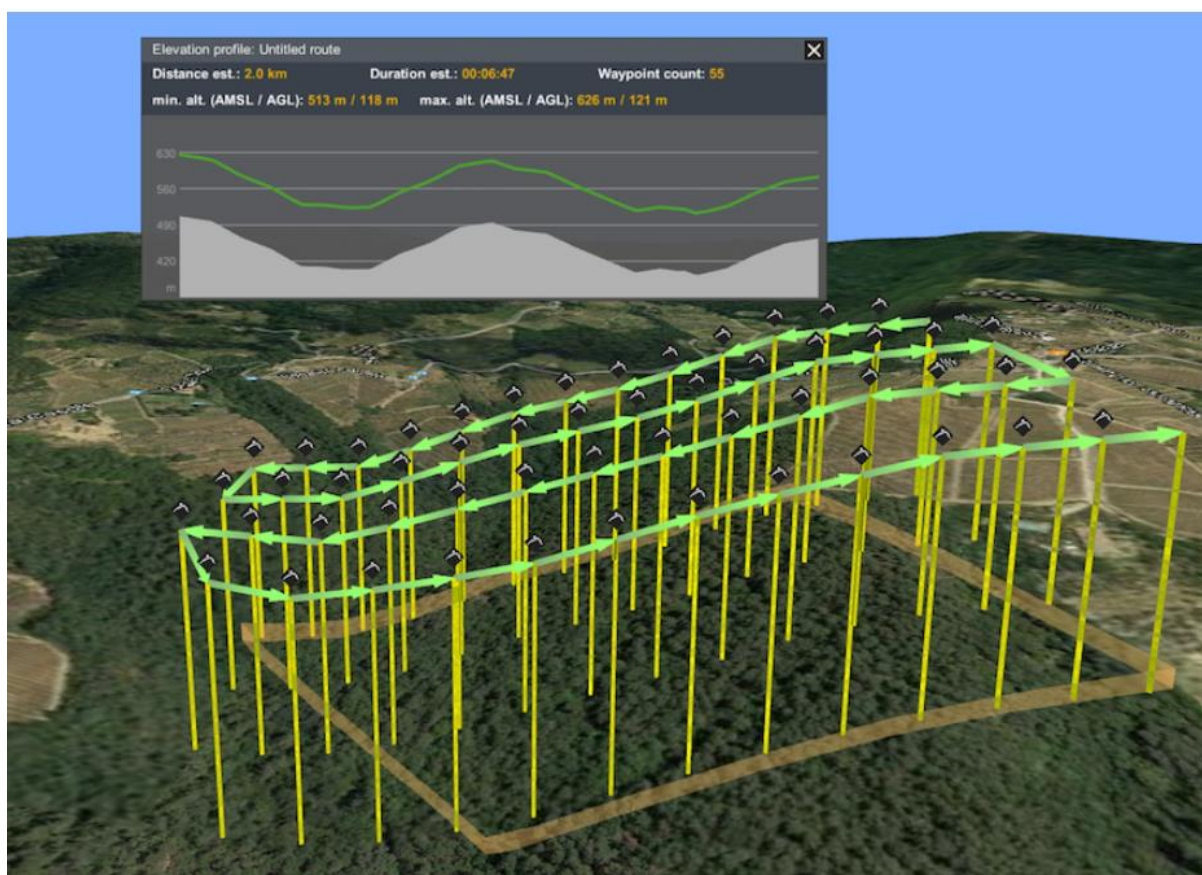 Elevation profile: Untitled route
Distance est.: 2.0 km Duration est.: 00:06:47 Waypoint count: 55
min. alt. (AMSL / AGL): 513 m / 118 m max. alt. (AMSL / AGL): 626 m / 121 m
630
560
490
420
m